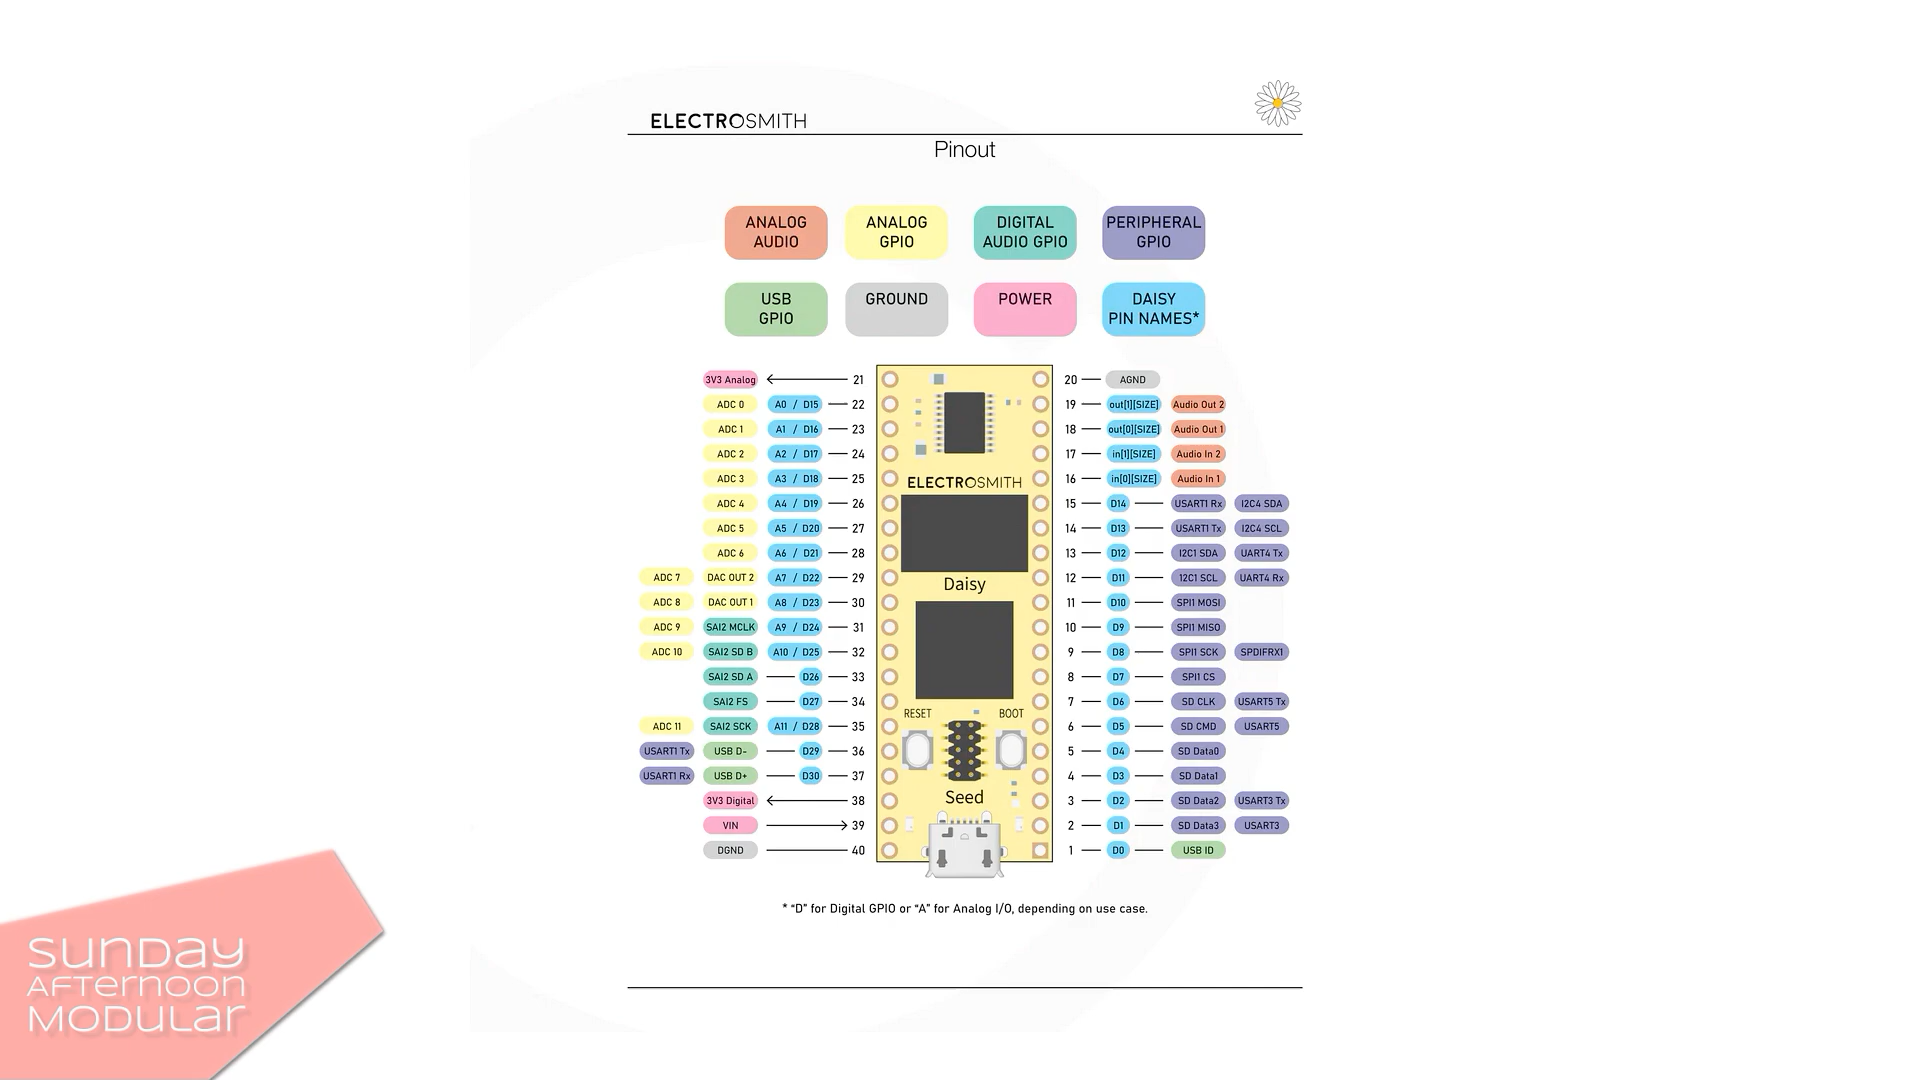 ELECTROSMITH
Pinout
ANALOG AUDIO
ANALOG GPIO
DIGITAL AUDIO GPIO
PERIPHERAL GPIO
USB GPIO
GROUND
POWER
DAISY PIN NAMES*
3V3 Analog 21 20 AGND
ADC 0 A0 / D15 22 19 out[1][SIZE] Audio Out 2
ADC 1 A1 / D16 23 18 out[0][SIZE] Audio Out 1
ADC 2 A2 / D17 24 17 in[1][SIZE] Audio In 2
ADC 3 A3 / D18 25 16 in[0][SIZE] Audio In 1
ELECTROSMITH
ADC 4 A4 / D19 26 15 D14 USART1 Rx I2C4 SDA
ADC 5 A5 / D20 27 14 D13 USART1 Tx I2C4 SCL
ADC 6 A6 / D21 28 13 D12 I2C1 SDA UART4 Tx
ADC 7 DAC OUT 2 A7 / D22 29 12 D11 I2C1 SCL UART4 Rx
Daisy
ADC 8 DAC OUT 1 A8 / D23 30 11 D10 SPI1 MOSI
ADC 9 SAI2 MCLK A9 / D24 31 10 D9 SPI1 MISO
ADC 10 SAI2 SD B A10 / D25 32 9 D8 SPI1 SCK SPDIFRX1
SAI2 SD A D26 33 8 D7 SPI1 CS
SAI2 FS D27 34 7 D6 SD CLK USART5 Tx
RESET BOOT
ADC 11 SAI2 SCK A11 / D28 35 6 D5 SD CMD USART5
USART1 Tx USB D- D29 36 5 D4 SD Data0
USART1 Rx USB D+ D30 37 4 D3 SD Data1
Seed
3V3 Digital 38 3 D2 SD Data2 USART3 Tx
VIN 39 2 D1 SD Data3 USART3
DGND 40 1 D0 USB ID
* "D" for Digital GPIO or "A" for Analog I/O, depending on use case.
Sunday
Afternoon
Modular